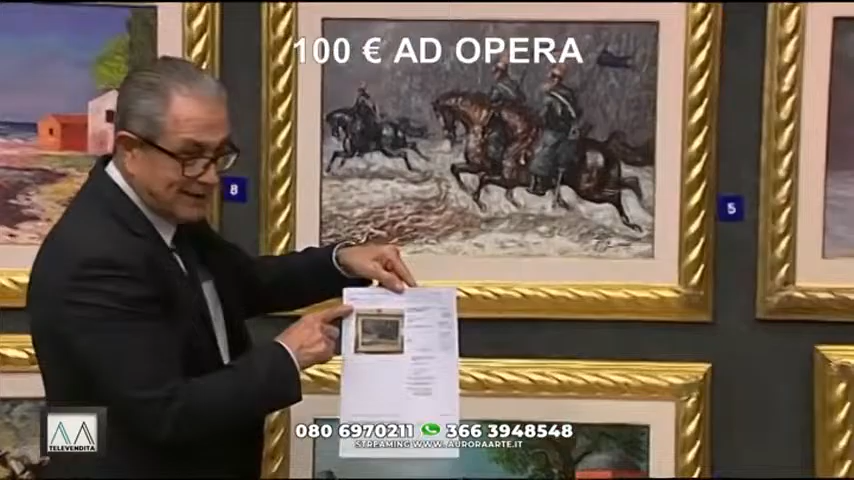 100 € AD OPERA
8
5
080 6970211 366 3948548
STREAMING WWW.AURORAARTE.IT
TELEVENDITA